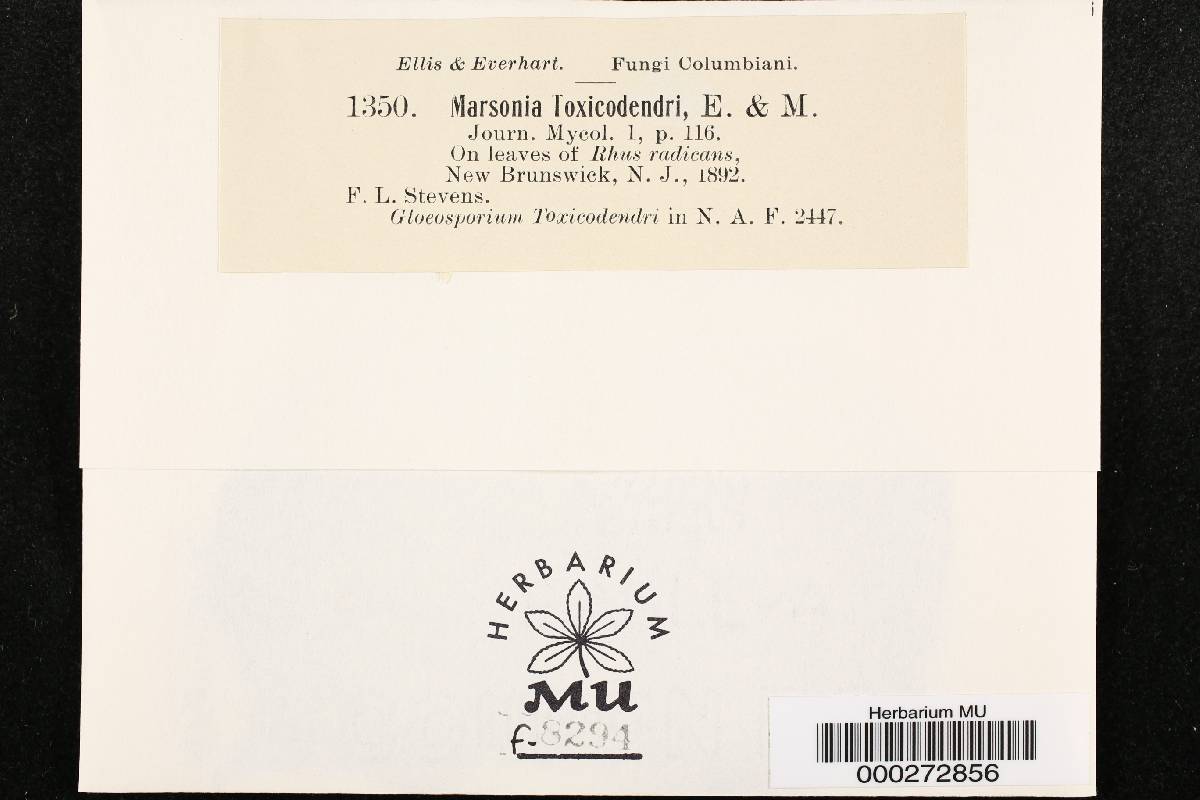 Ellis & Everhart. Fungi Columbiani.
1350. Marsonia Toxicodendri, E. & M.
Journ. Mycol. 1, p. 116.
On leaves of Rhus radicans,
New Brunswick, N. J., 1892.
F. L. Stevens.
Gloeosporium Toxicodendri in N. A. F. 2447.
HERBARIUM
MU
f-8294
Herbarium MU
000272856